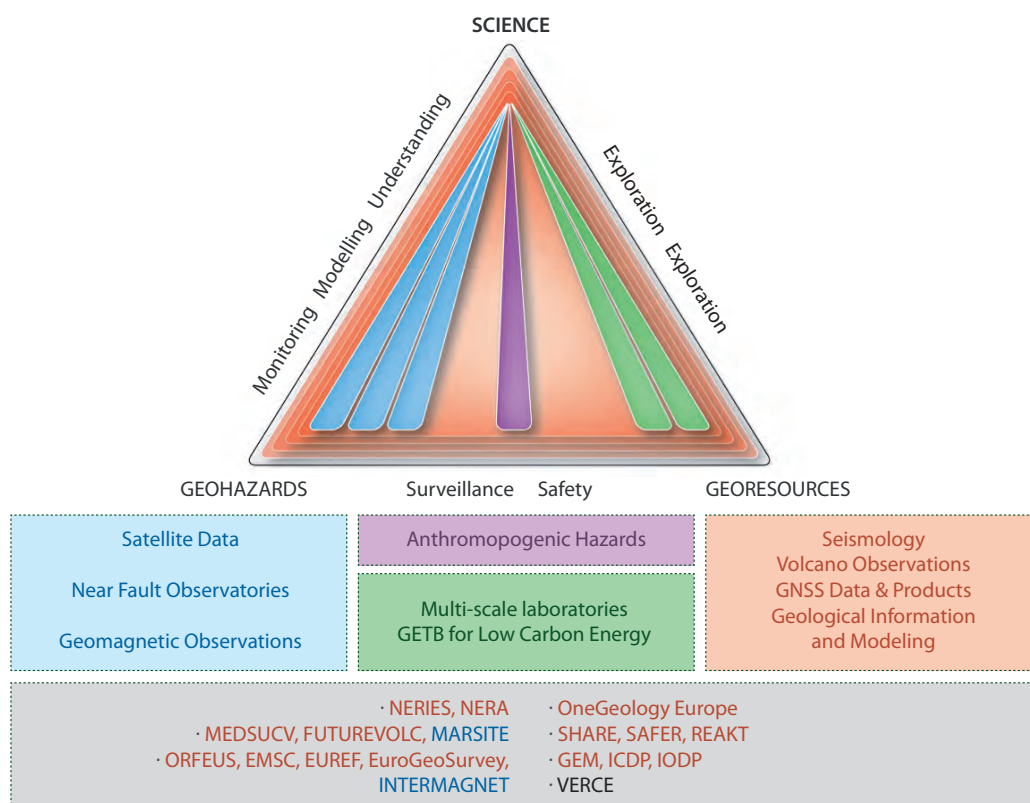 SCIENCE
Monitoring Modelling Understanding
Exploration Exploration
GEOHAZARDS
Surveillance Safety
GEORESOURCES
Satellite Data
Near Fault Observatories
Geomagnetic Observations
Anthromopogenic Hazards
Multi-scale laboratories
GETB for Low Carbon Energy
Seismology
Volcano Observations
GNSS Data & Products
Geological Information
and Modeling
· NERIES, NERA
· MEDSUCV, FUTUREVOLC, MARSITE
· ORFEUS, EMSC, EUREF, EuroGeoSurvey,
INTERMAGNET
· OneGeology Europe
· SHARE, SAFER, REAKT
· GEM, ICDP, IODP
· VERCE